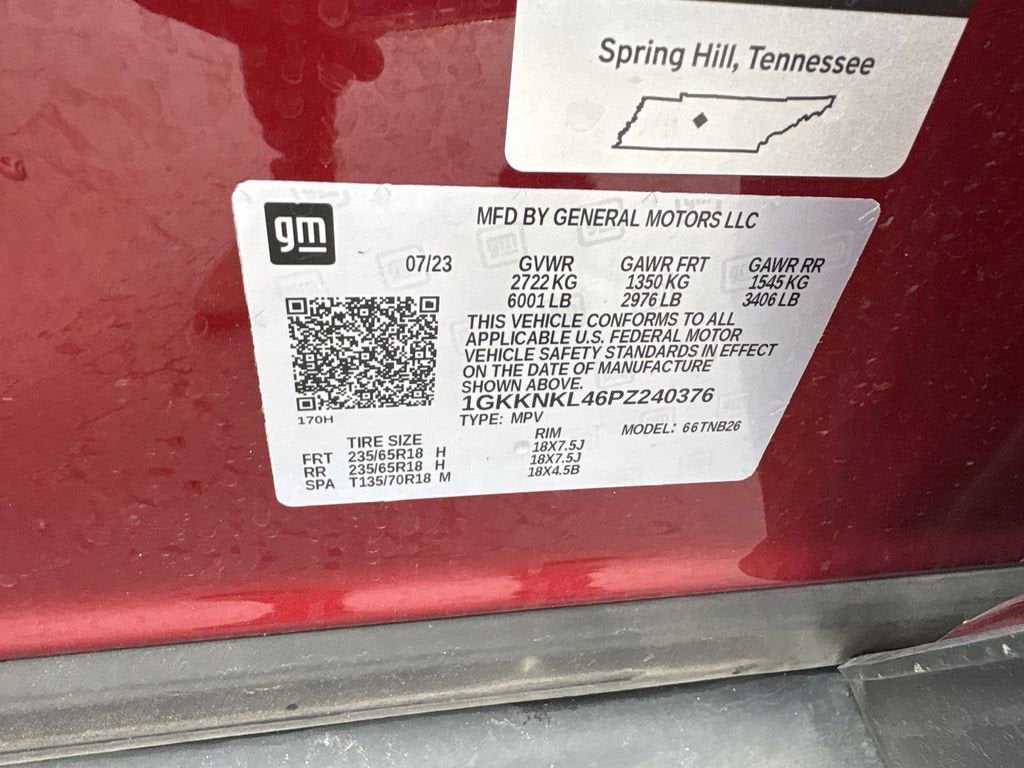 Spring Hill, Tennessee
gm
MFD BY GENERAL MOTORS LLC
07/23 GVWR GAWR FRT GAWR RR
2722 KG 1350 KG 1545 KG
6001 LB 2976 LB 3406 LB
THIS VEHICLE CONFORMS TO ALL
APPLICABLE U.S. FEDERAL MOTOR
VEHICLE SAFETY STANDARDS IN EFFECT
ON THE DATE OF MANUFACTURE
SHOWN ABOVE.
1GKKNKL46PZ240376
170H
TYPE: MPV MODEL: 66TNB26
TIRE SIZE RIM
FRT 235/65R18 H 18X7.5J
RR 235/65R18 H 18X7.5J
SPA T135/70R18 M 18X4.5B